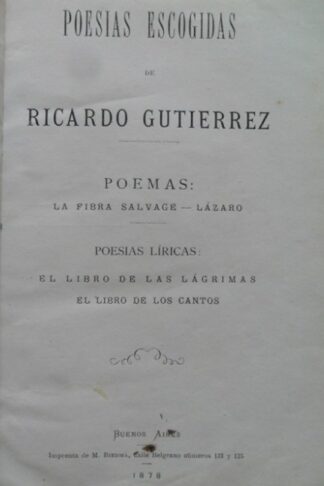 POESIAS ESCOGIDAS
DE
RICARDO GUTIERREZ
POEMAS:
LA FIBRA SALVAGE — LÁZARO
POESIAS LÍRICAS:
EL LIBRO DE LAS LÁGRIMAS
EL LIBRO DE LOS CANTOS
BUENOS AIRES
Imprenta de M. BIEDMA, Calle Belgrano números 133 y 135
1878